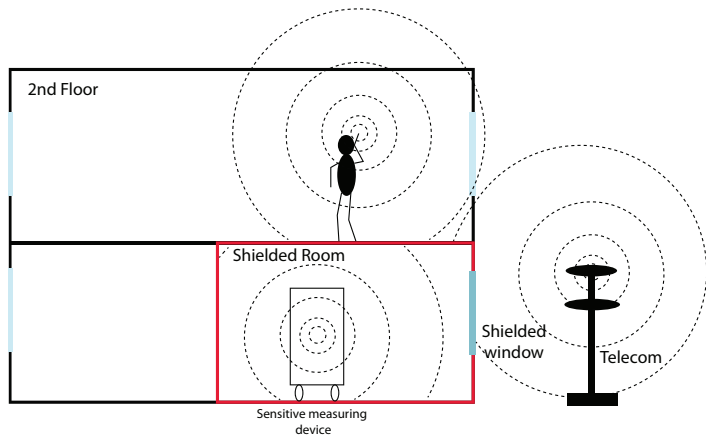 2nd Floor
Shielded Room
Shielded
window
Telecom
Sensitive measuring
device